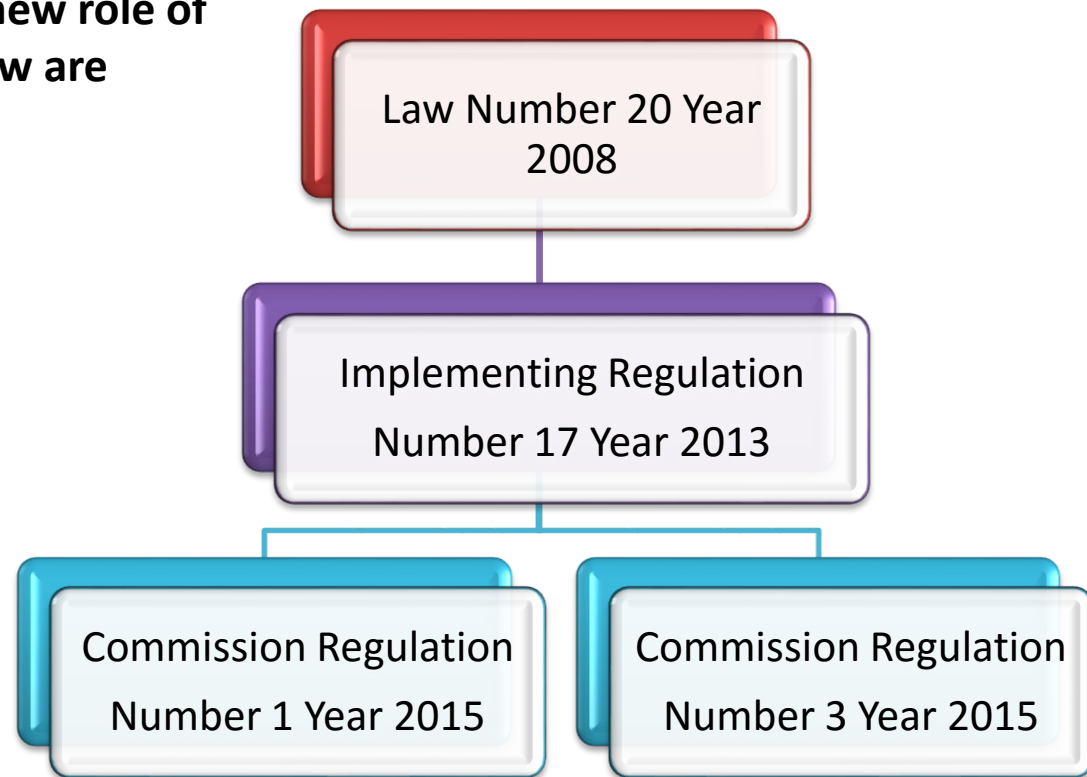 new role of
w are
Law Number 20 Year
2008
Implementing Regulation
Number 17 Year 2013
Commission Regulation
Number 1 Year 2015
Commission Regulation
Number 3 Year 2015